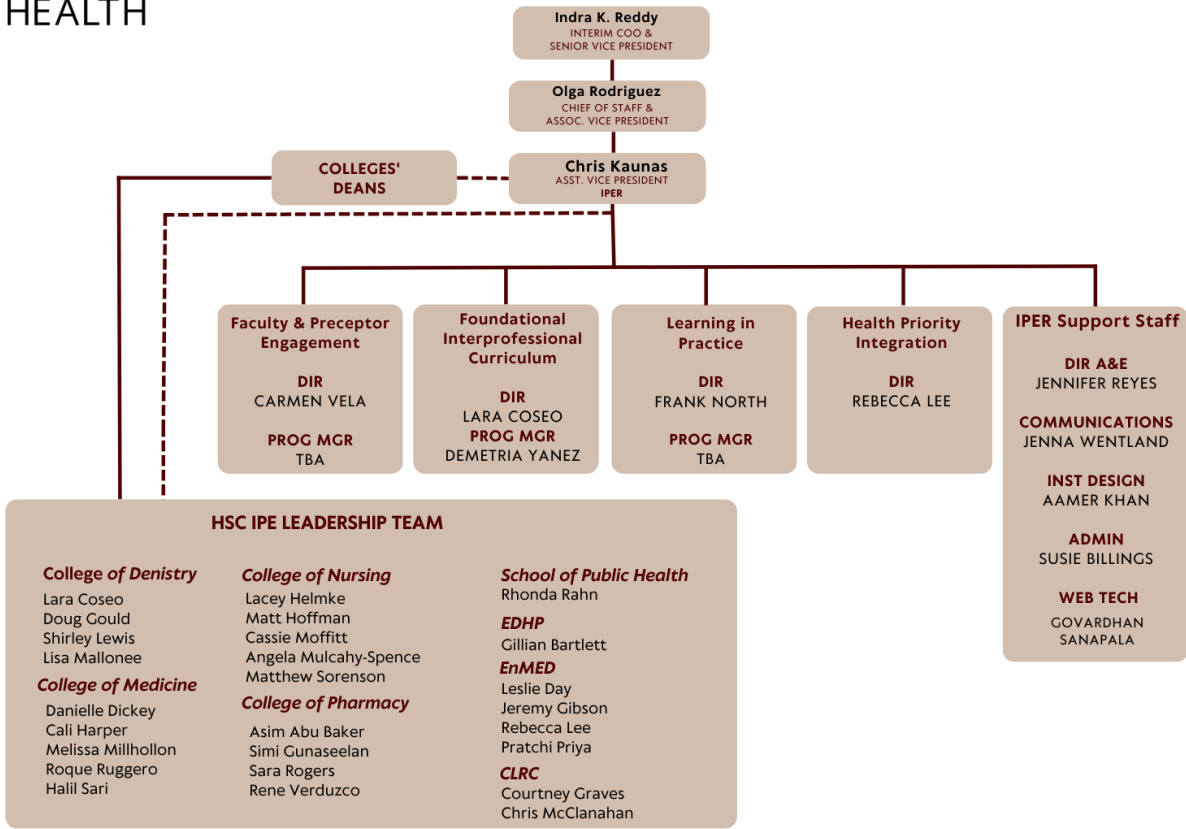 HEALTH
Indra K. Reddy
INTERIM COO &
SENIOR VICE PRESIDENT
Olga Rodriguez
CHIEF OF STAFF &
ASSOC. VICE PRESIDENT
COLLEGES'
DEANS
Chris Kaunas
ASST. VICE PRESIDENT
IPER
Faculty & Preceptor
Engagement
DIR
CARMEN VELA
PROG MGR
TBA
Foundational
Interprofessional
Curriculum
DIR
LARA COSEO
PROG MGR
DEMETRIA YANEZ
Learning in
Practice
DIR
FRANK NORTH
PROG MGR
TBA
Health Priority
Integration
DIR
REBECCA LEE
IPER Support Staff
DIR A&E
JENNIFER REYES
COMMUNICATIONS
JENNA WENTLAND
INST DESIGN
AAMER KHAN
ADMIN
SUSIE BILLINGS
WEB TECH
GOVARDHAN
SANAPALA
HSC IPE LEADERSHIP TEAM
College of Denistry
Lara Coseo
Doug Gould
Shirley Lewis
Lisa Mallonee
College of Medicine
Danielle Dickey
Cali Harper
Melissa Millhollon
Roque Ruggero
Halil Sari
College of Nursing
Lacey Helmke
Matt Hoffman
Cassie Moffitt
Angela Mulcahy-Spence
Matthew Sorenson
College of Pharmacy
Asim Abu Baker
Simi Gunaseelan
Sara Rogers
Rene Verduzco
School of Public Health
Rhonda Rahn
EDHP
Gillian Bartlett
EnMED
Leslie Day
Jeremy Gibson
Rebecca Lee
Pratchi Priya
CLRC
Courtney Graves
Chris McClanahan